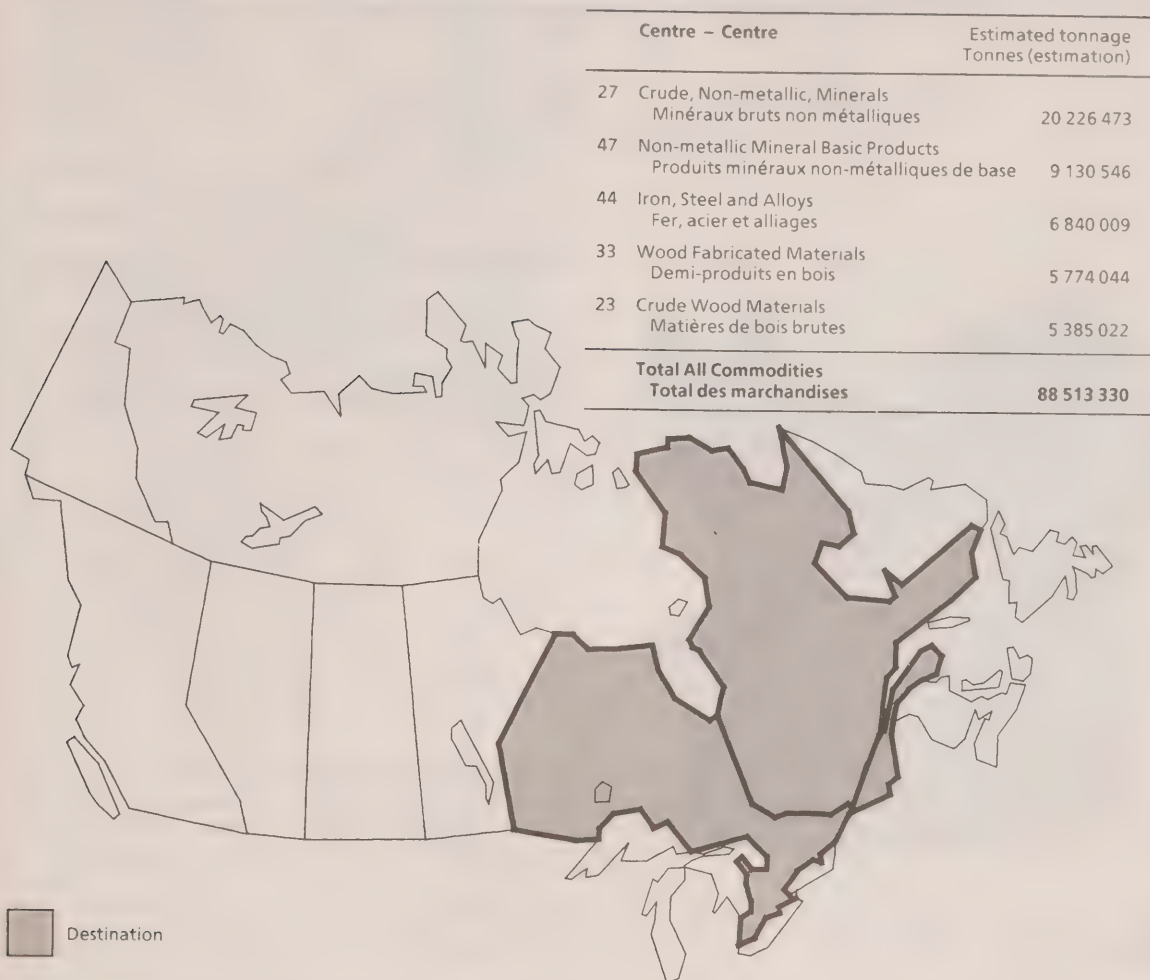 Centre – Centre
Estimated tonnage
Tonnes (estimation)
27 Crude, Non-metallic, Minerals
Minéraux bruts non métalliques 20 226 473
47 Non-metallic Mineral Basic Products
Produits minéraux non-métalliques de base 9 130 546
44 Iron, Steel and Alloys
Fer, acier et alliages 6 840 009
33 Wood Fabricated Materials
Demi-produits en bois 5 774 044
23 Crude Wood Materials
Matières de bois brutes 5 385 022
Total All Commodities
Total des marchandises 88 513 330
Destination